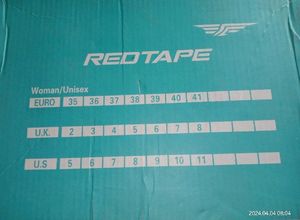 REDTAPE
Woman/Unisex
EURO 35 36 37 38 39 40 41
U.K. 2 3 4 5 6 7 8
U.S 5 6 7 8 9 10 11
2024.04.04 08:04